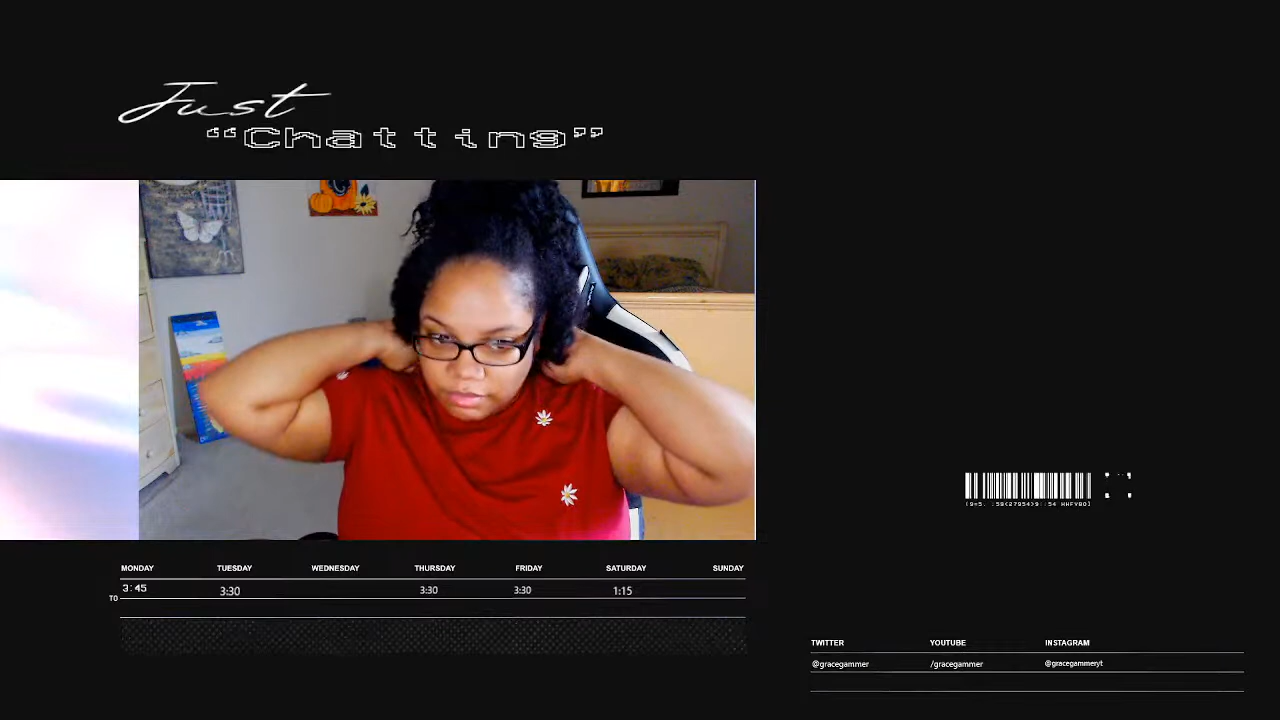 Just
“Chatting”
MONDAY TUESDAY WEDNESDAY THURSDAY FRIDAY SATURDAY SUNDAY
3:45 3:30 3:30 3:30 1:15
TO
TWITTER YOUTUBE INSTAGRAM
@gracegammer /gracegammer @gracegammeryt